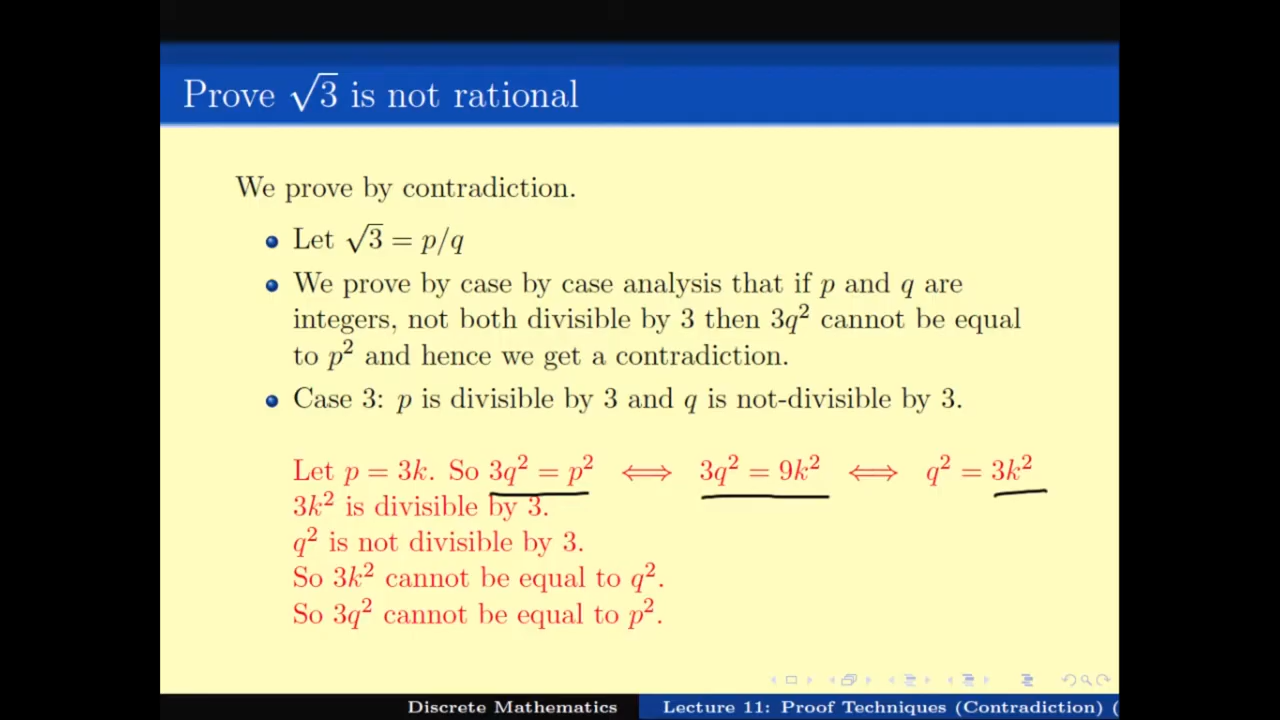 Prove √3 is not rational
We prove by contradiction.
Let √3 = p/q
We prove by case by case analysis that if p and q are
integers, not both divisible by 3 then 3q² cannot be equal
to p² and hence we get a contradiction.
Case 3: p is divisible by 3 and q is not-divisible by 3.
Let p = 3k. So 3q² = p² ⟺ 3q² = 9k² ⟺ q² = 3k²
3k² is divisible by 3.
q² is not divisible by 3.
So 3k² cannot be equal to q².
So 3q² cannot be equal to p².
Discrete Mathematics Lecture 11: Proof Techniques (Contradiction) (